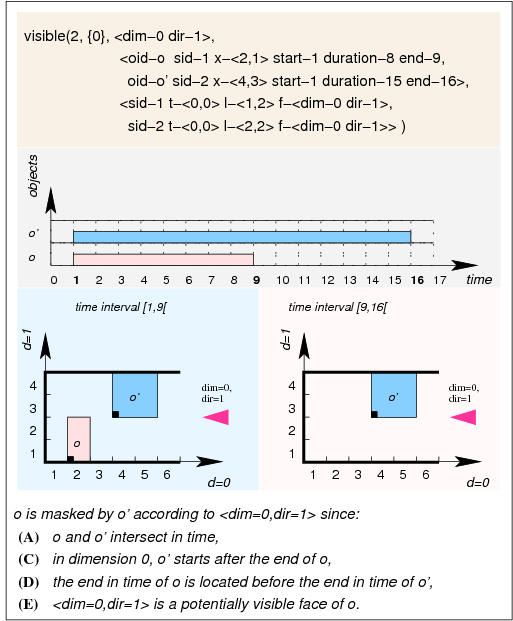 visible(2, {0}, <dim−0 dir−1>,
<oid−o sid−1 x−<2,1> start−1 duration−8 end−9,
oid−o’ sid−2 x−<4,3> start−1 duration−15 end−16>,
<sid−1 t−<0,0> l−<1,2> f−<dim−0 dir−1>,
sid−2 t−<0,0> l−<2,2> f−<dim−0 dir−1>> )
objects
o’
o
0 1 2 3 4 5 6 7 8 9 10 11 12 13 14 15 16 17 time
time interval [1,9[
d=1
4
3
2
1
o’
o
dim=0,
dir=1
1 2 3 4 5 6
d=0
time interval [9,16[
d=1
4
3
2
1
o’
dim=0,
dir=1
1 2 3 4 5 6
d=0
o is masked by o’ according to <dim=0,dir=1> since:
(A) o and o’ intersect in time,
(C) in dimension 0, o’ starts after the end of o,
(D) the end in time of o is located before the end in time of o’,
(E) <dim=0,dir=1> is a potentially visible face of o.